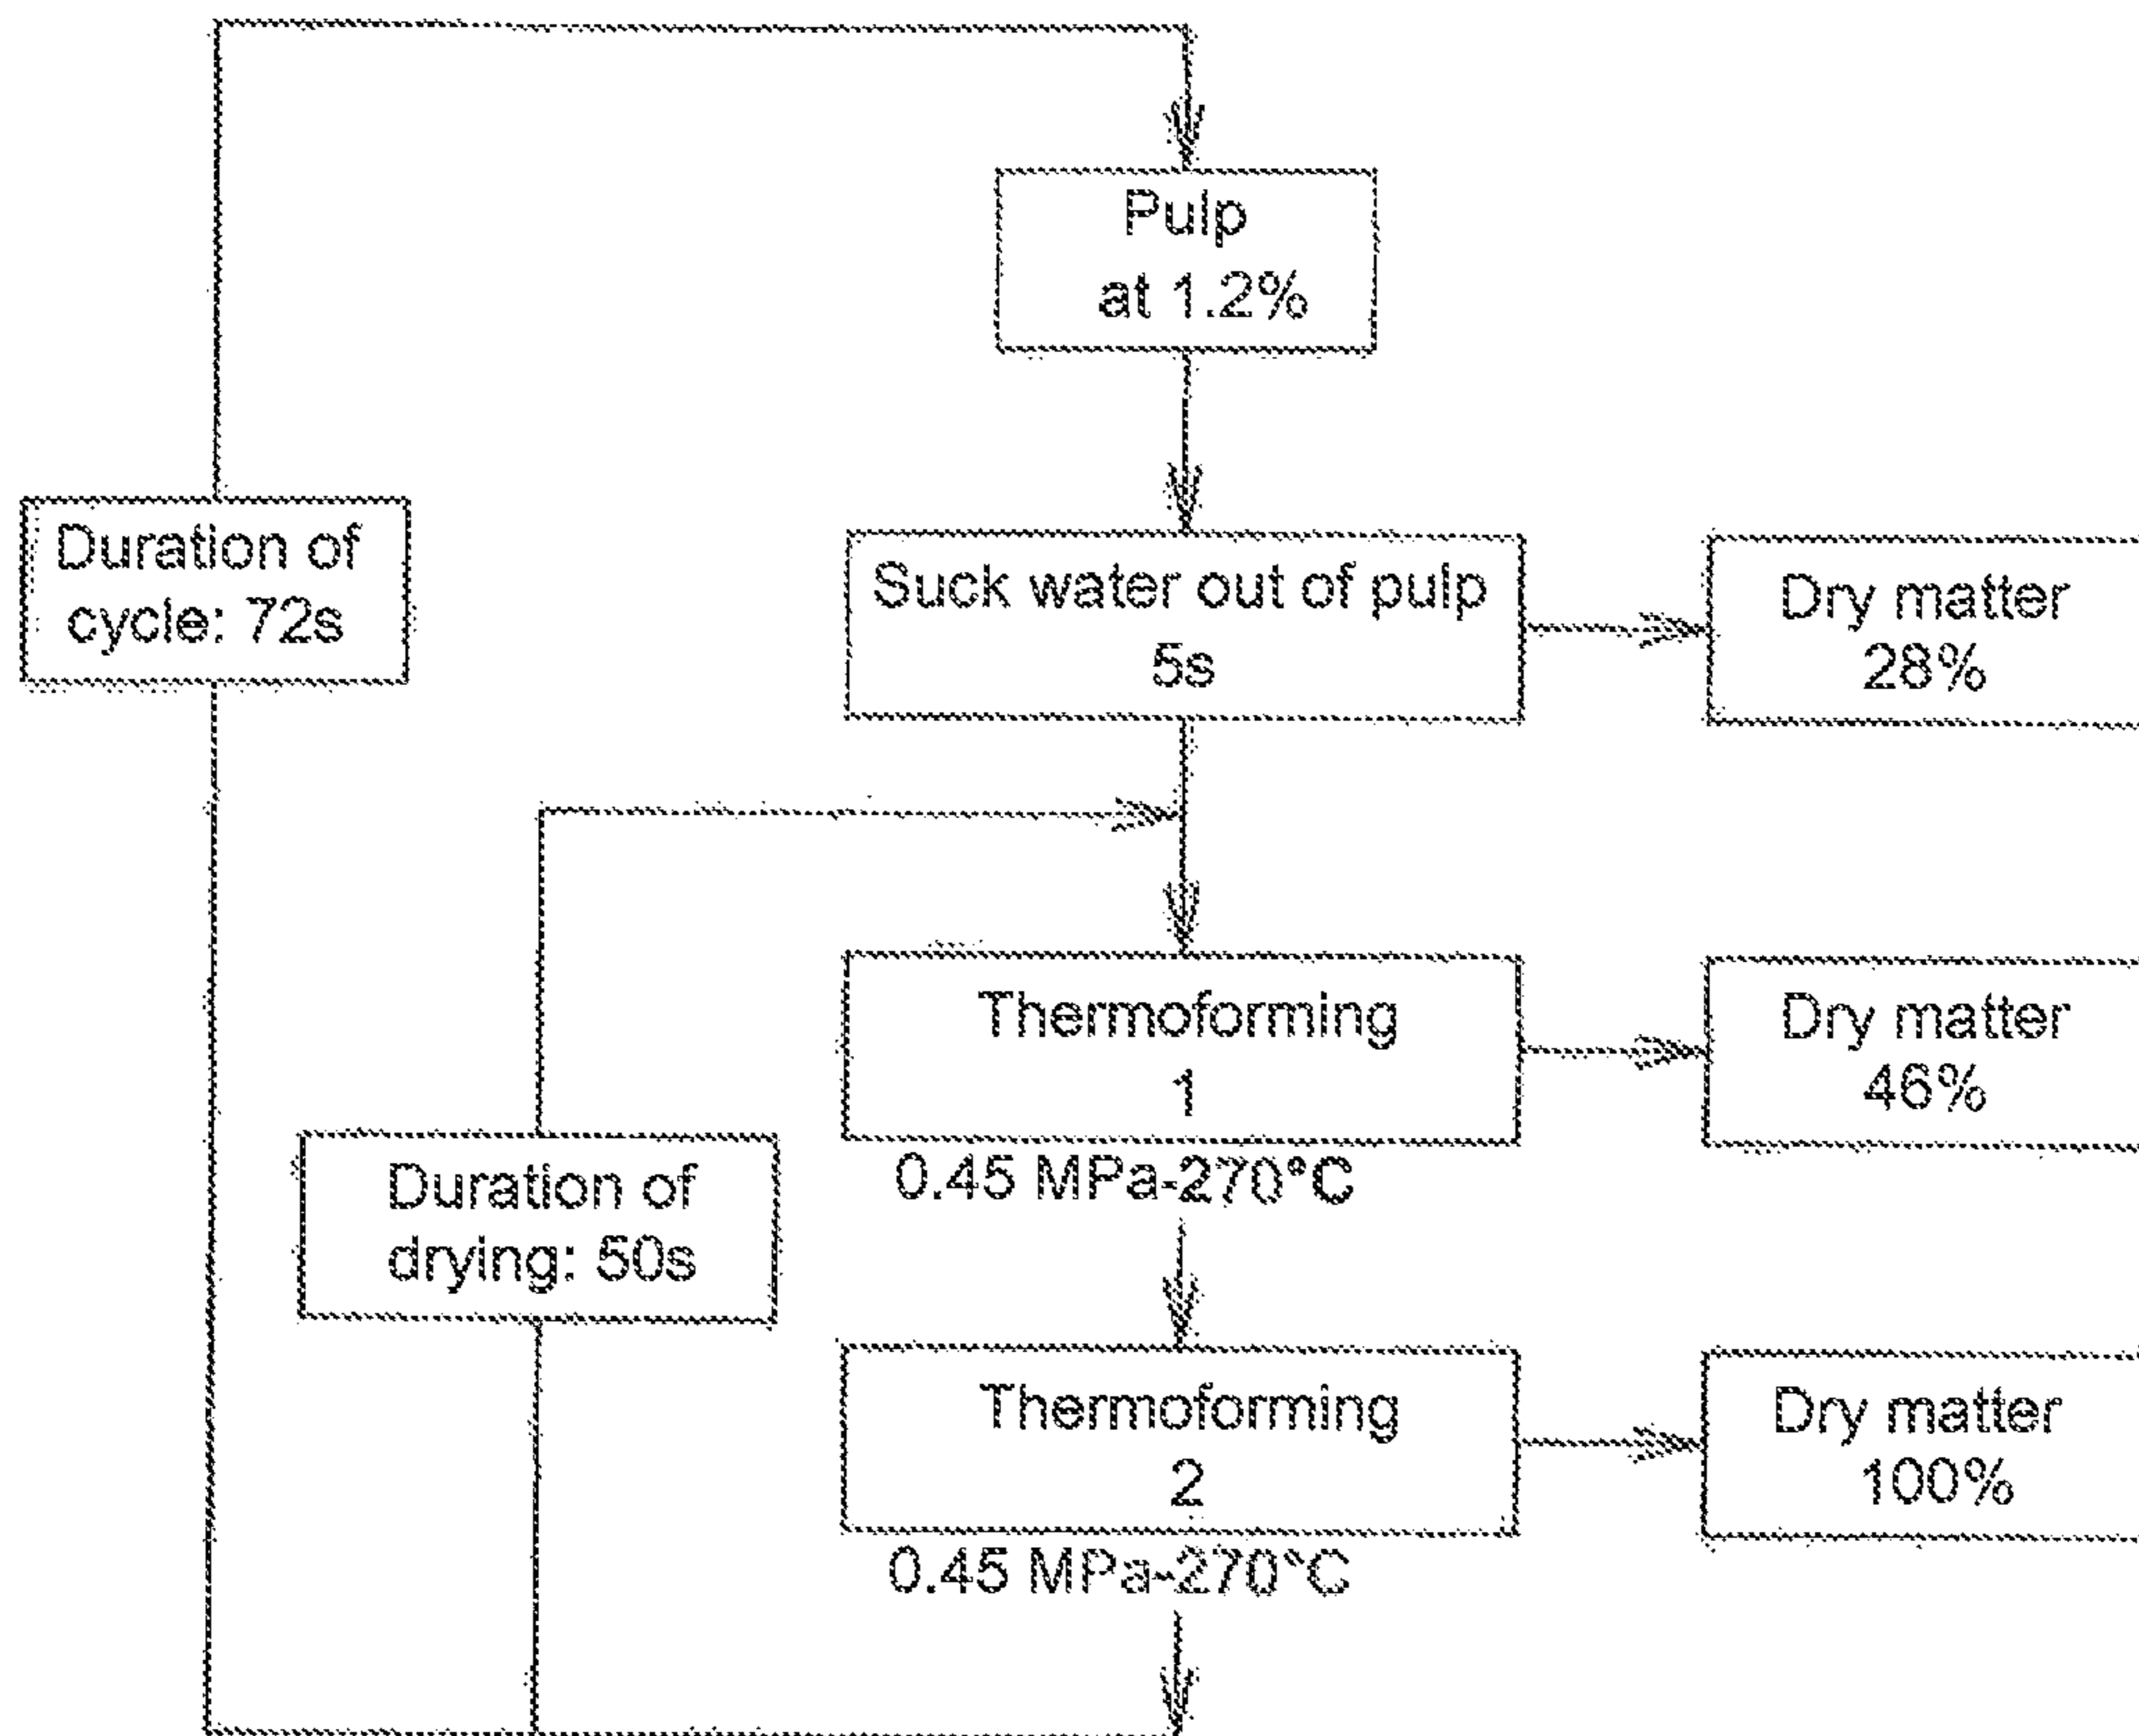 Pulp
at 1.2%
Duration of
cycle: 72s
Suck water out of pulp
5s
Dry matter
28%
Thermoforming
1
0.45 MPa-270°C
Dry matter
46%
Duration of
drying: 50s
Thermoforming
2
0.45 MPa-270°C
Dry matter
100%